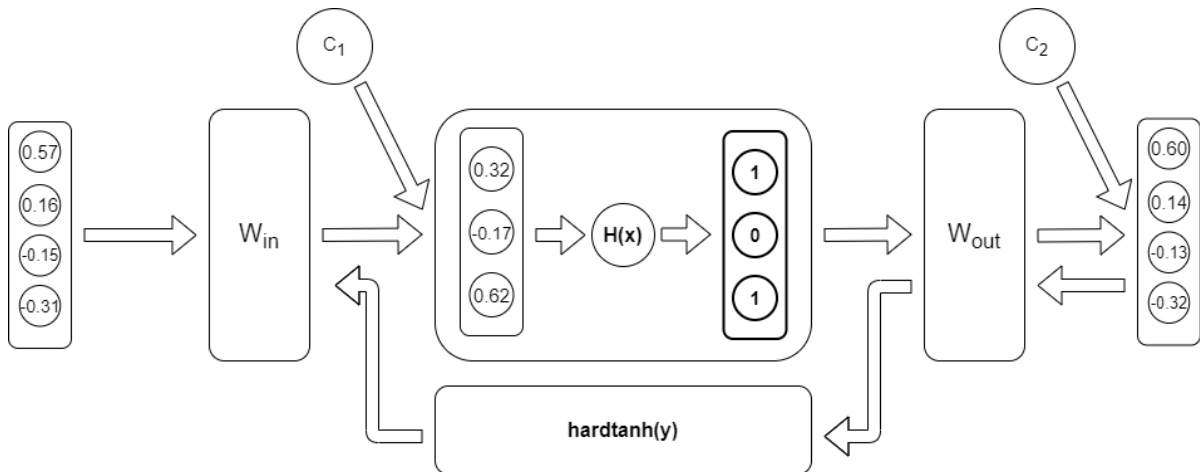 C1
C2
0.57
0.16
-0.15
-0.31
Win
0.32
-0.17
0.62
H(x)
1
0
1
Wout
0.60
0.14
-0.13
-0.32
hardtanh(y)